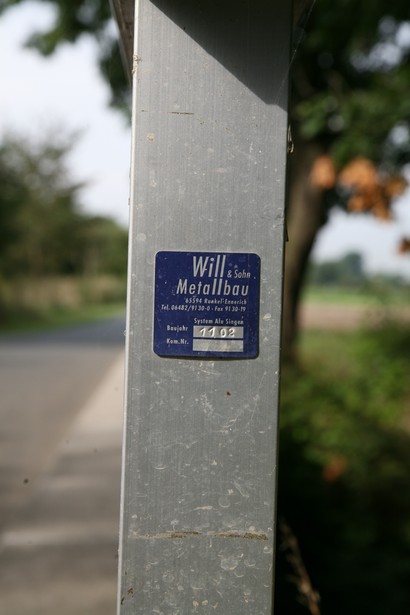 Will & Sohn
Metallbau
65594 Runkel-Ennerich
Tel. 06482/9130-0 - Fax 9130-19
System Alu Singen
Baujahr 1102
Kom.Nr.